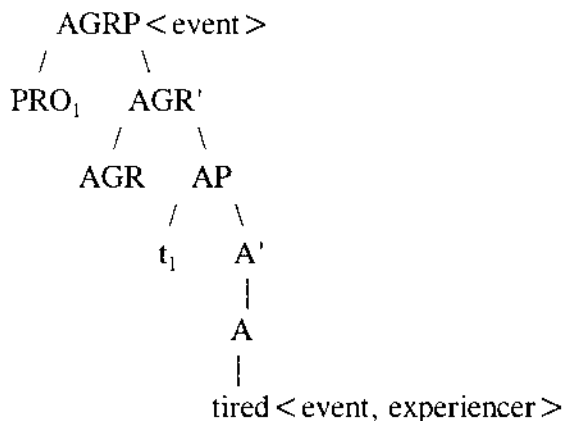 AGRP<event>
PRO₁ AGR'
AGR AP
t₁ A'
A
tired<event, experiencer>